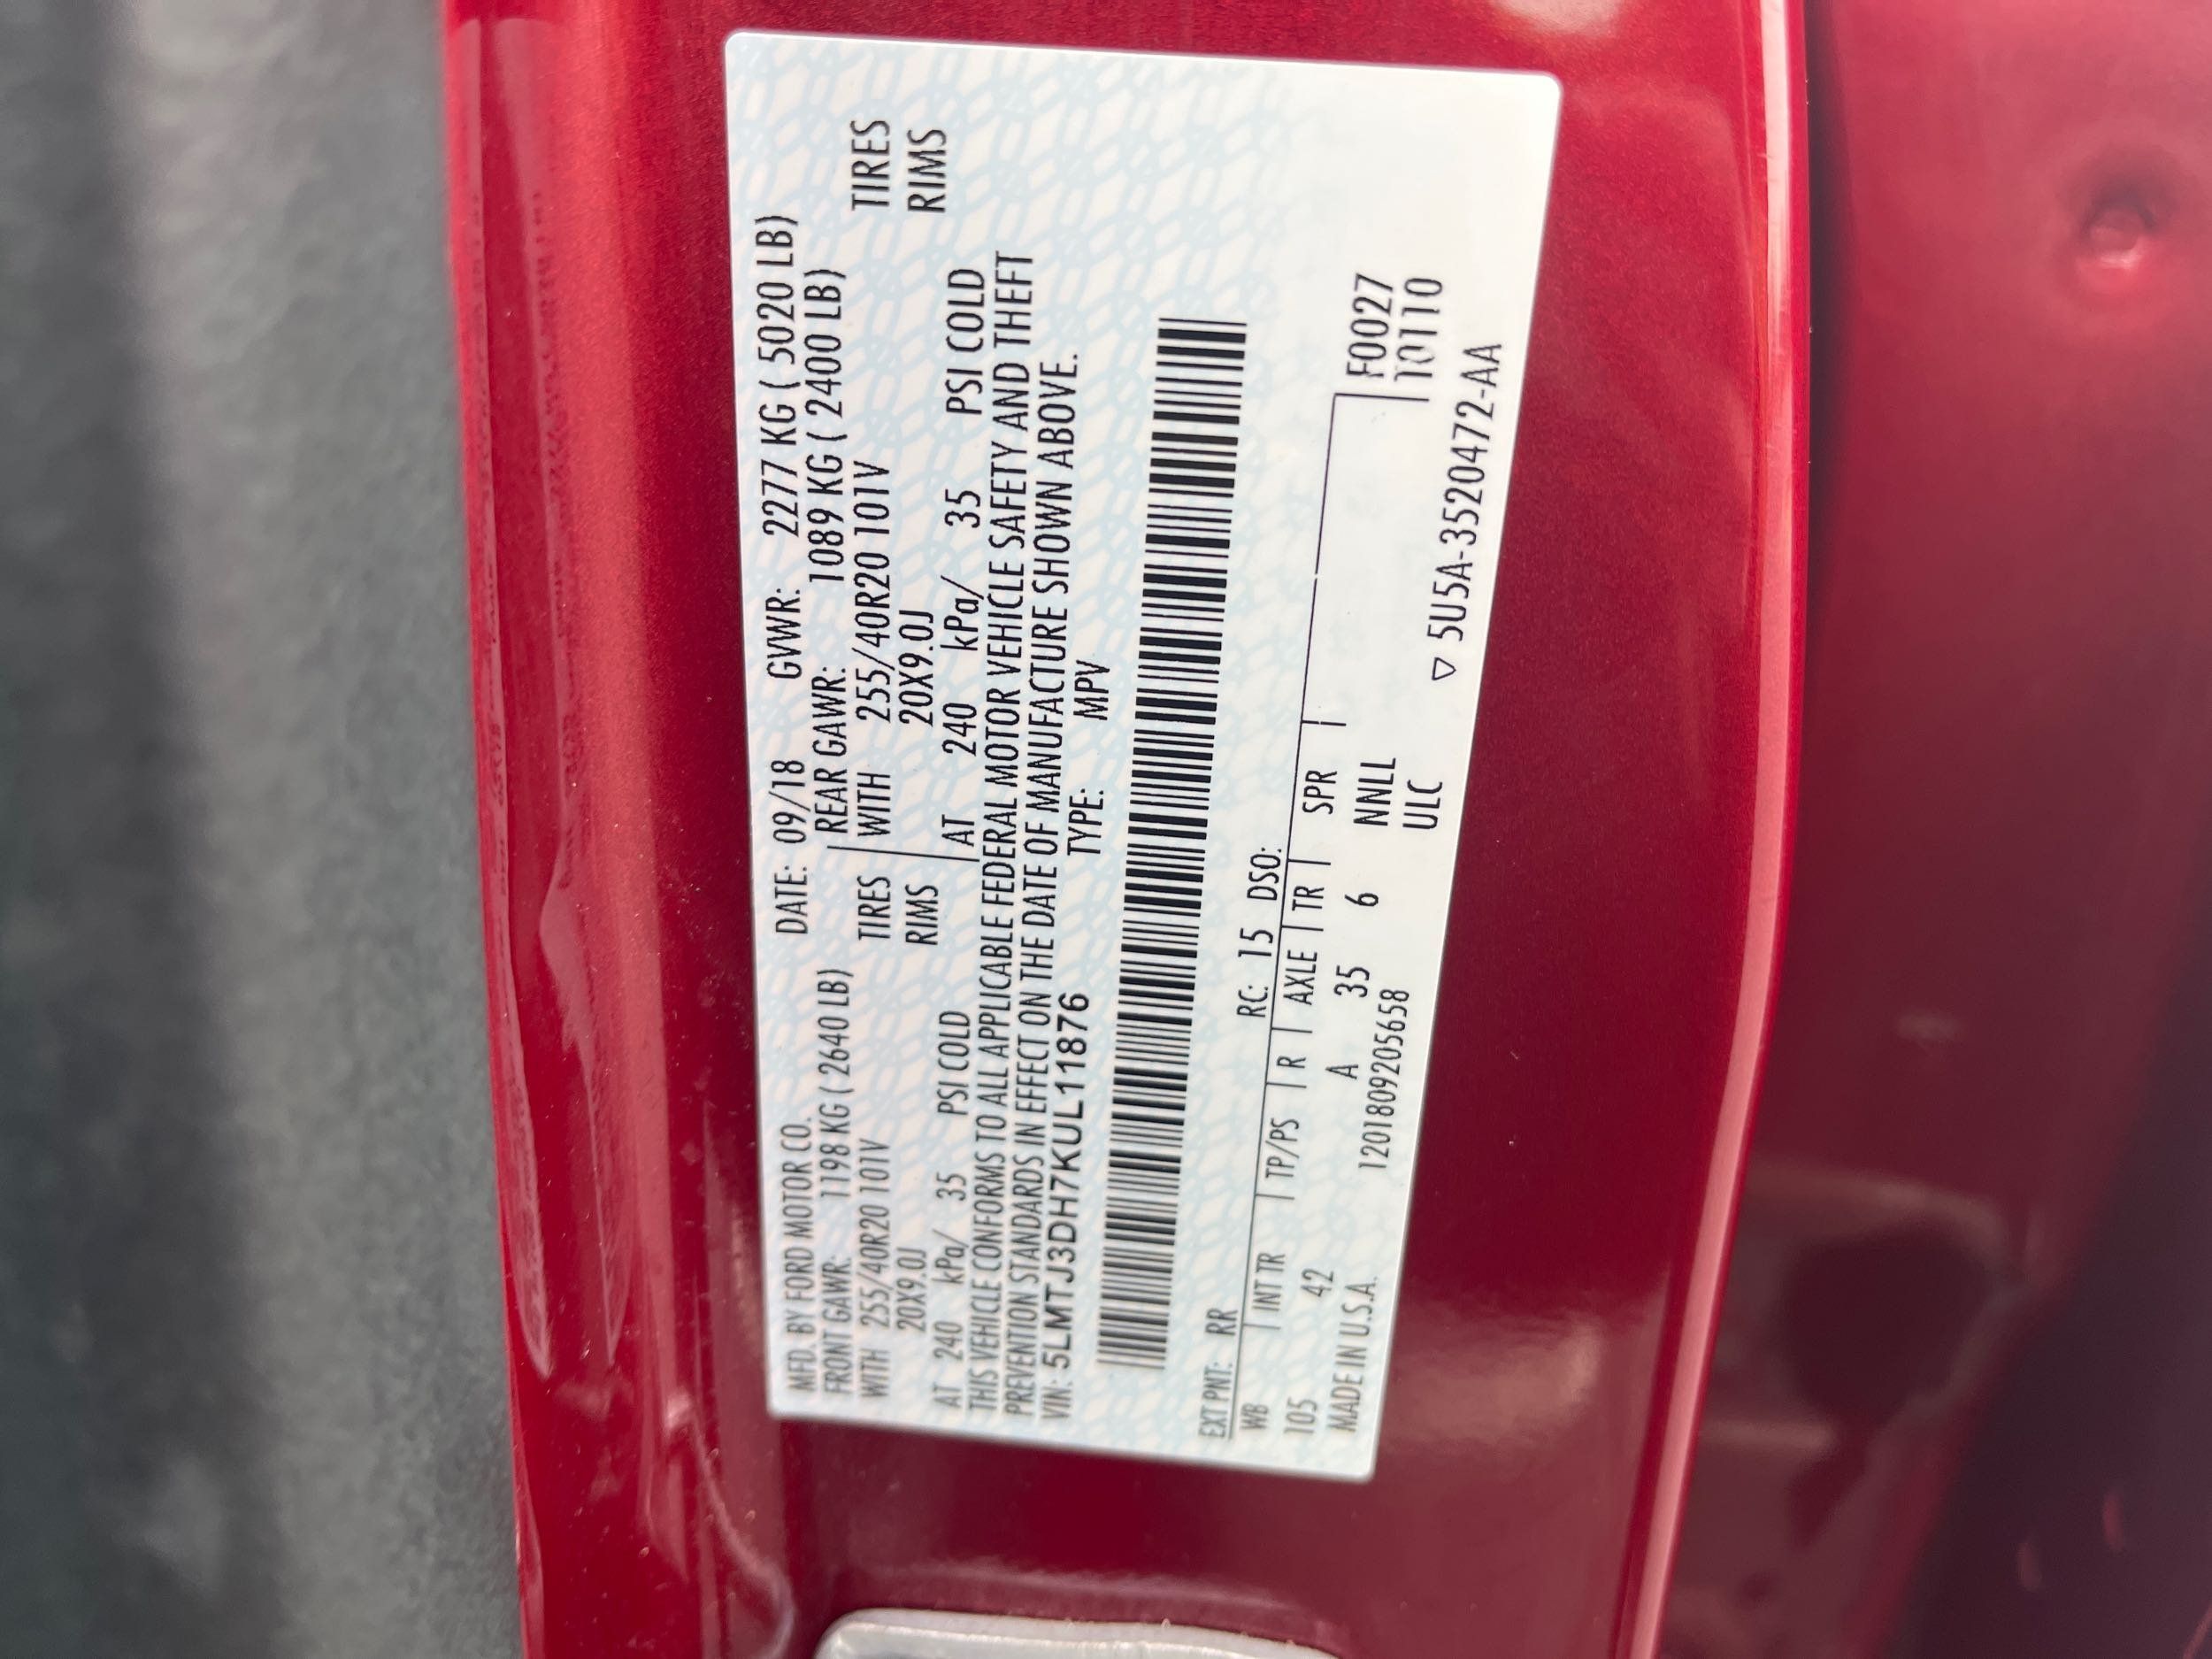 MFD. BY FORD MOTOR CO. DATE: 09/18 GVWR: 2277 KG ( 5020 LB)
FRONT GAWR: 1198 KG ( 2640 LB) REAR GAWR: 1089 KG ( 2400 LB)
WITH 255/40R20 101V TIRES WITH 255/40R20 101V TIRES
20X9.0J RIMS 20X9.0J RIMS
AT 240 kPa/ 35 PSI COLD AT 240 kPa/ 35 PSI COLD
THIS VEHICLE CONFORMS TO ALL APPLICABLE FEDERAL MOTOR VEHICLE SAFETY AND THEFT
PREVENTION STANDARDS IN EFFECT ON THE DATE OF MANUFACTURE SHOWN ABOVE.
VIN: 5LMTJ3DH7KUL11876 TYPE: MPV
EXT PNT: RR RC: 15 DSO:
WB INT TR TP/PS R AXLE TR SPR
105 42 A 35 6 NNLL F0027
MADE IN U.S.A. 1201809205658 ULC 10110
▽ 5U5A-3520472-AA